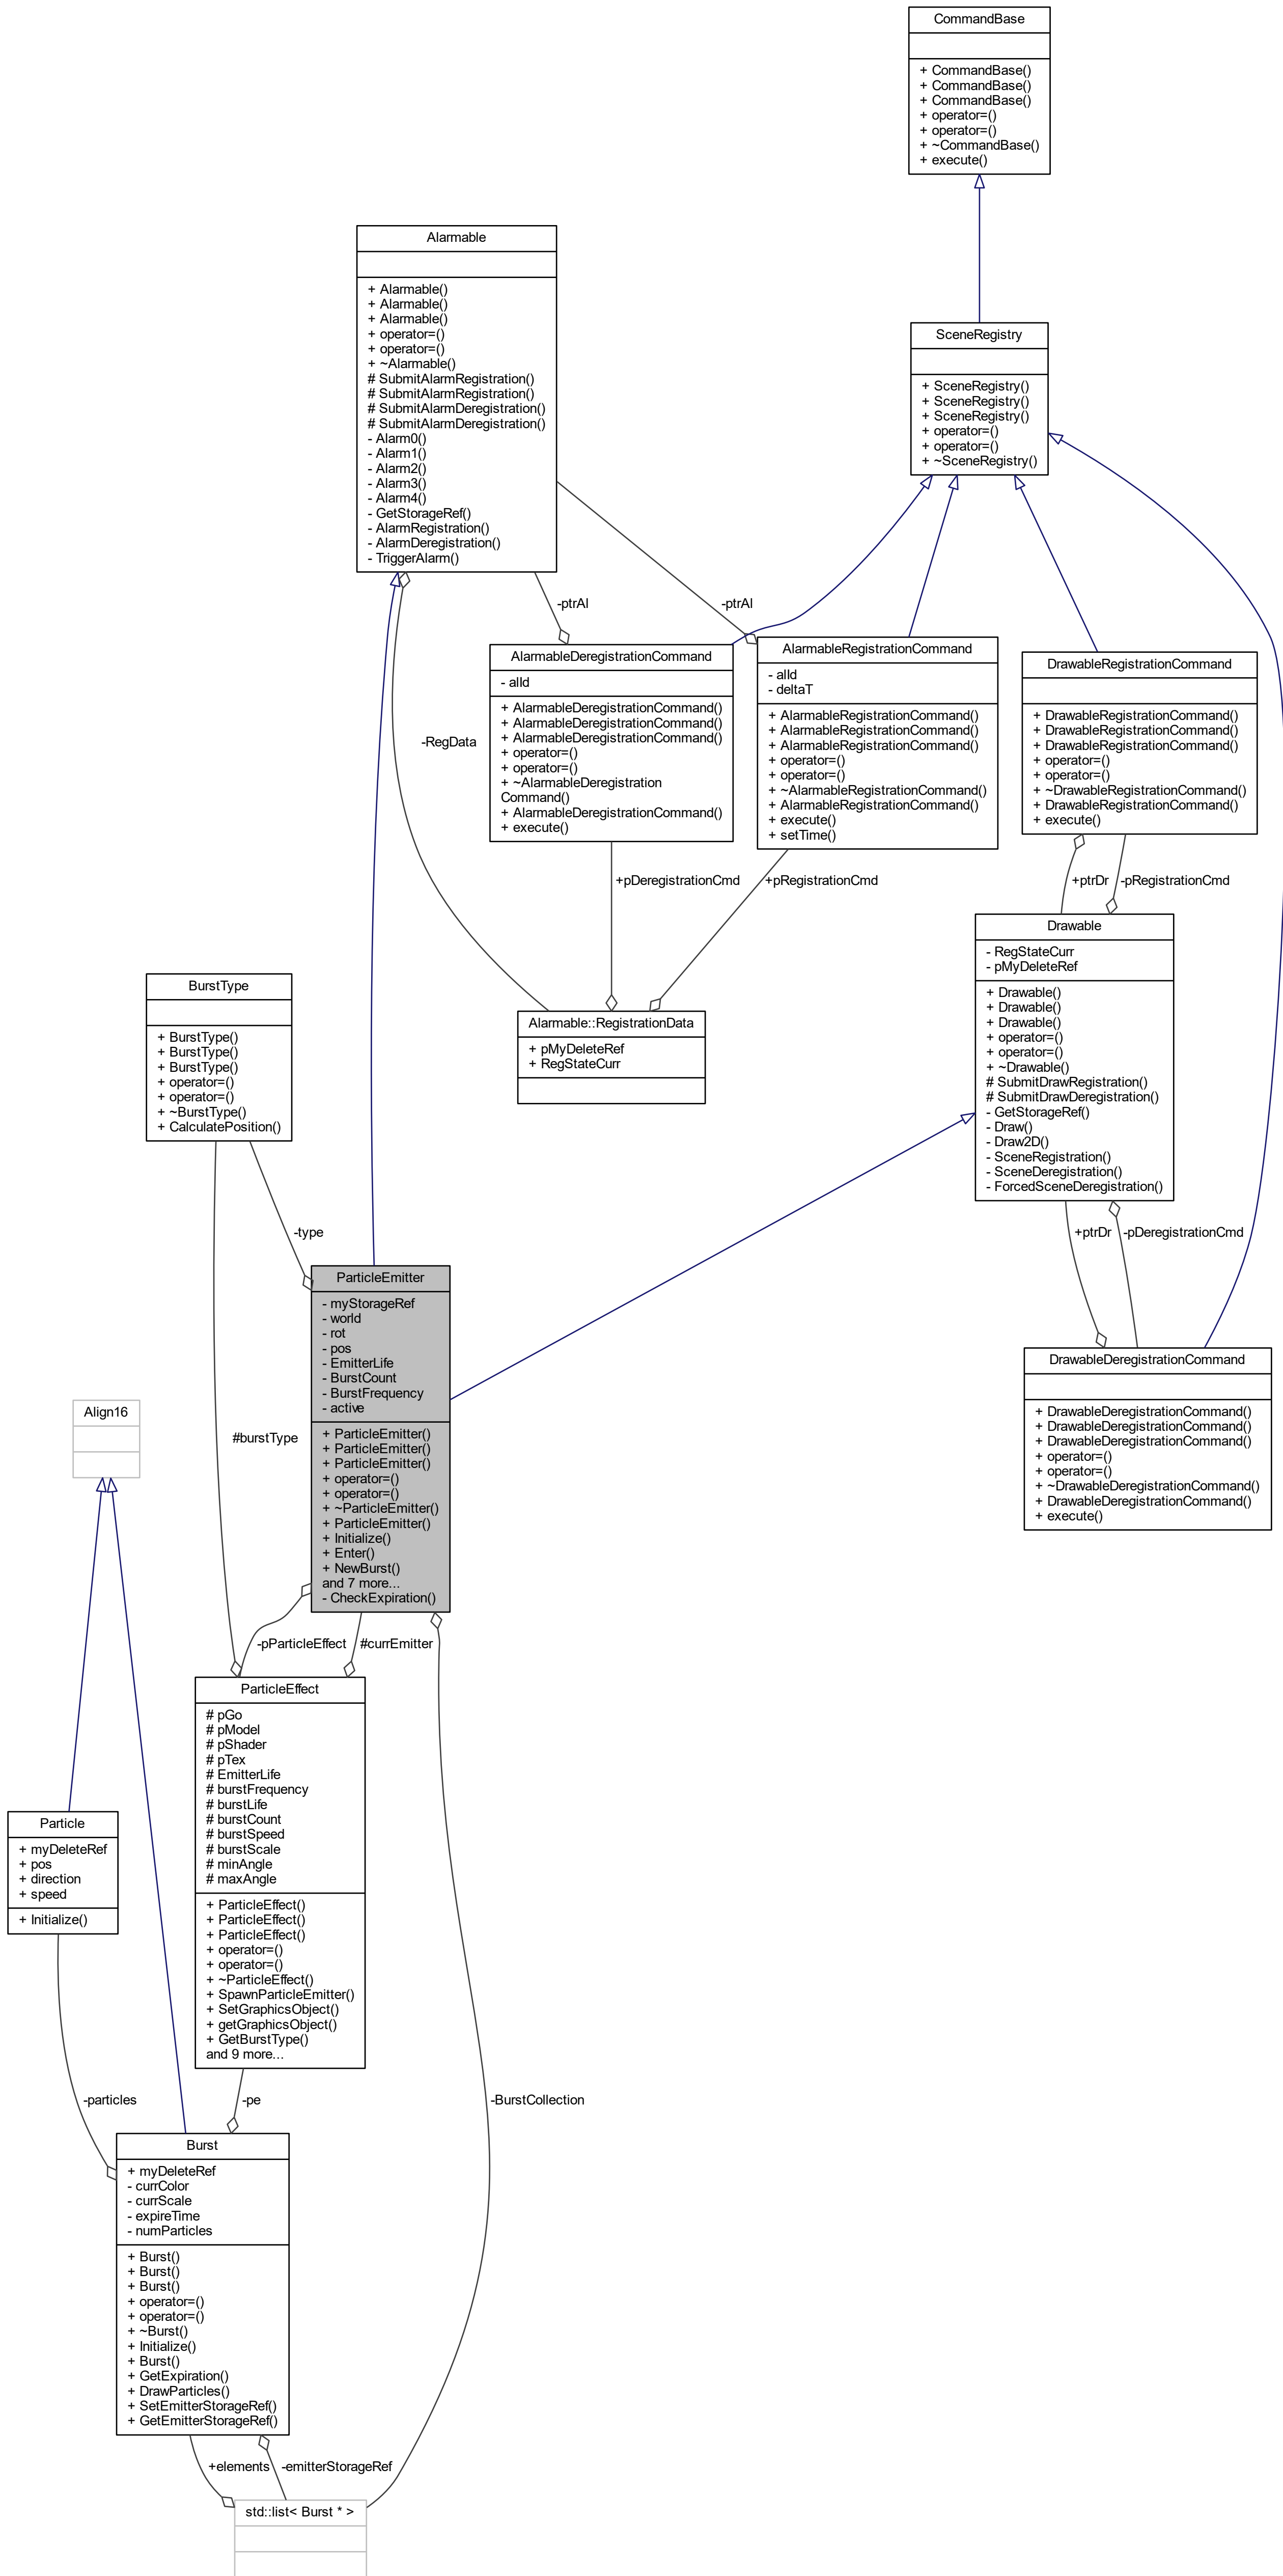 CommandBase
+ CommandBase()
+ CommandBase()
+ CommandBase()
+ operator=()
+ operator=()
+ ~CommandBase()
+ execute()
Alarmable
+ Alarmable()
+ Alarmable()
+ Alarmable()
+ operator=()
+ operator=()
+ ~Alarmable()
# SubmitAlarmRegistration()
# SubmitAlarmRegistration()
# SubmitAlarmDeregistration()
# SubmitAlarmDeregistration()
- Alarm0()
- Alarm1()
- Alarm2()
- Alarm3()
- Alarm4()
- GetStorageRef()
- AlarmRegistration()
- AlarmDeregistration()
- TriggerAlarm()
SceneRegistry
+ SceneRegistry()
+ SceneRegistry()
+ SceneRegistry()
+ operator=()
+ operator=()
+ ~SceneRegistry()
-ptrAl
-ptrAl
-RegData
AlarmableDeregistrationCommand
- alId
+ AlarmableDeregistrationCommand()
+ AlarmableDeregistrationCommand()
+ AlarmableDeregistrationCommand()
+ operator=()
+ operator=()
+ ~AlarmableDeregistration
Command()
+ AlarmableDeregistrationCommand()
+ execute()
AlarmableRegistrationCommand
- alId
- deltaT
+ AlarmableRegistrationCommand()
+ AlarmableRegistrationCommand()
+ AlarmableRegistrationCommand()
+ operator=()
+ operator=()
+ ~AlarmableRegistrationCommand()
+ AlarmableRegistrationCommand()
+ execute()
+ setTime()
DrawableRegistrationCommand
+ DrawableRegistrationCommand()
+ DrawableRegistrationCommand()
+ DrawableRegistrationCommand()
+ operator=()
+ operator=()
+ ~DrawableRegistrationCommand()
+ DrawableRegistrationCommand()
+ execute()
+pDeregistrationCmd
+pRegistrationCmd
+ptrDr
-pRegistrationCmd
Drawable
- RegStateCurr
- pMyDeleteRef
+ Drawable()
+ Drawable()
+ Drawable()
+ operator=()
+ operator=()
+ ~Drawable()
# SubmitDrawRegistration()
# SubmitDrawDeregistration()
- GetStorageRef()
- Draw()
- Draw2D()
- SceneRegistration()
- SceneDeregistration()
- ForcedSceneDeregistration()
BurstType
+ BurstType()
+ BurstType()
+ BurstType()
+ operator=()
+ operator=()
+ ~BurstType()
+ CalculatePosition()
Alarmable::RegistrationData
+ pMyDeleteRef
+ RegStateCurr
-type
+ptrDr
-pDeregistrationCmd
ParticleEmitter
- myStorageRef
- world
- rot
- pos
- EmitterLife
- BurstCount
- BurstFrequency
- active
+ ParticleEmitter()
+ ParticleEmitter()
+ ParticleEmitter()
+ operator=()
+ operator=()
+ ~ParticleEmitter()
+ ParticleEmitter()
+ Initialize()
+ Enter()
+ NewBurst()
and 7 more...
- CheckExpiration()
DrawableDeregistrationCommand
+ DrawableDeregistrationCommand()
+ DrawableDeregistrationCommand()
+ DrawableDeregistrationCommand()
+ operator=()
+ operator=()
+ ~DrawableDeregistrationCommand()
+ DrawableDeregistrationCommand()
+ execute()
Align16
#burstType
-pParticleEffect
#currEmitter
ParticleEffect
# pGo
# pModel
# pShader
# pTex
# EmitterLife
# burstFrequency
# burstLife
# burstCount
# burstSpeed
# burstScale
# minAngle
# maxAngle
+ ParticleEffect()
+ ParticleEffect()
+ ParticleEffect()
+ operator=()
+ operator=()
+ ~ParticleEffect()
+ SpawnParticleEmitter()
+ SetGraphicsObject()
+ getGraphicsObject()
+ GetBurstType()
and 9 more...
Particle
+ myDeleteRef
+ pos
+ direction
+ speed
+ Initialize()
-particles
-pe
-BurstCollection
Burst
+ myDeleteRef
- currColor
- currScale
- expireTime
- numParticles
+ Burst()
+ Burst()
+ Burst()
+ operator=()
+ operator=()
+ ~Burst()
+ Initialize()
+ Burst()
+ GetExpiration()
+ DrawParticles()
+ SetEmitterStorageRef()
+ GetEmitterStorageRef()
+elements
-emitterStorageRef
std::list< Burst * >